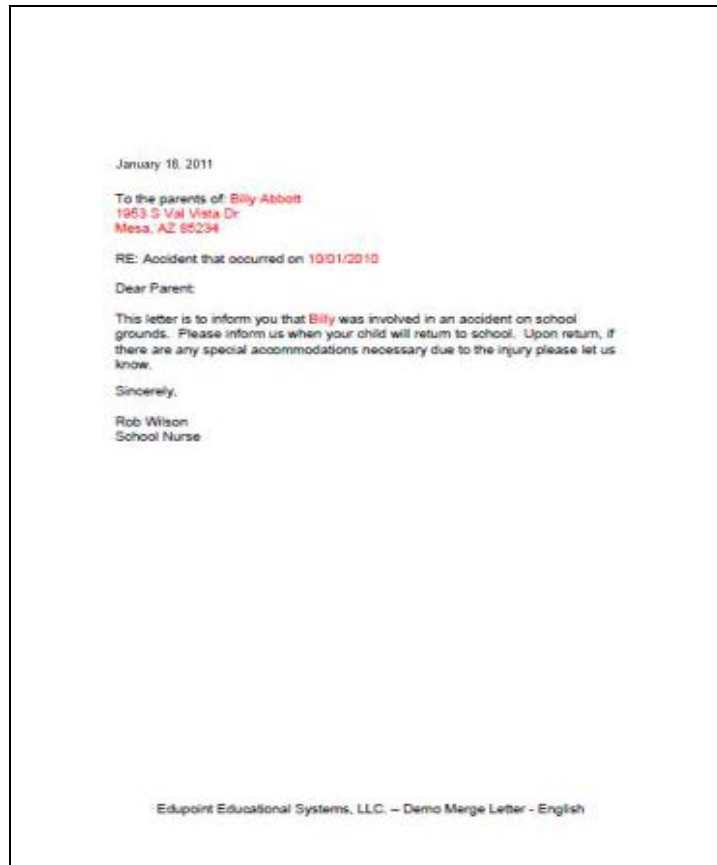 January 18, 2011
To the parents of: Billy Abbott
1953 S Val Vista Dr
Mesa, AZ 85234
RE: Accident that occurred on 10/01/2010
Dear Parent:
This letter is to inform you that Billy was involved in an accident on school
grounds.  Please inform us when your child will return to school.  Upon return, if
there are any special accommodations necessary due to the injury please let us
know.
Sincerely,
Rob Wilson
School Nurse
Edupoint Educational Systems, LLC. – Demo Merge Letter - English